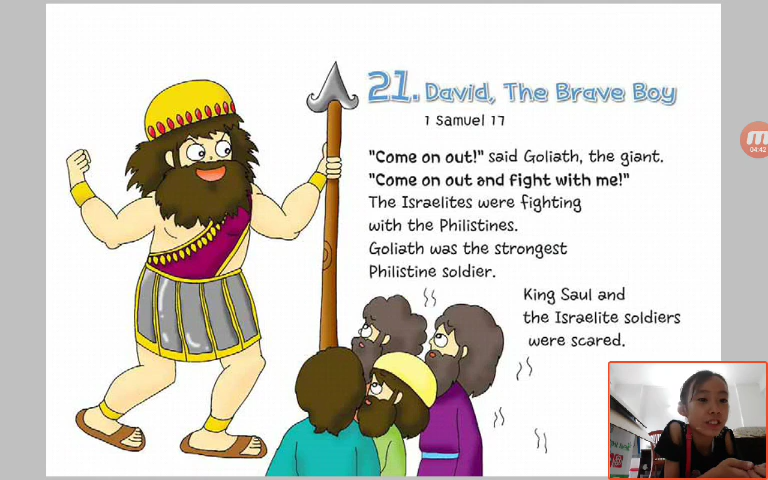 21. David, The Brave Boy
1 Samuel 17
"Come on out!" said Goliath, the giant.
"Come on out and fight with me!"
The Israelites were fighting
with the Philistines.
Goliath was the strongest
Philistine soldier.
King Saul and
the Israelite soldiers
were scared.
04:42